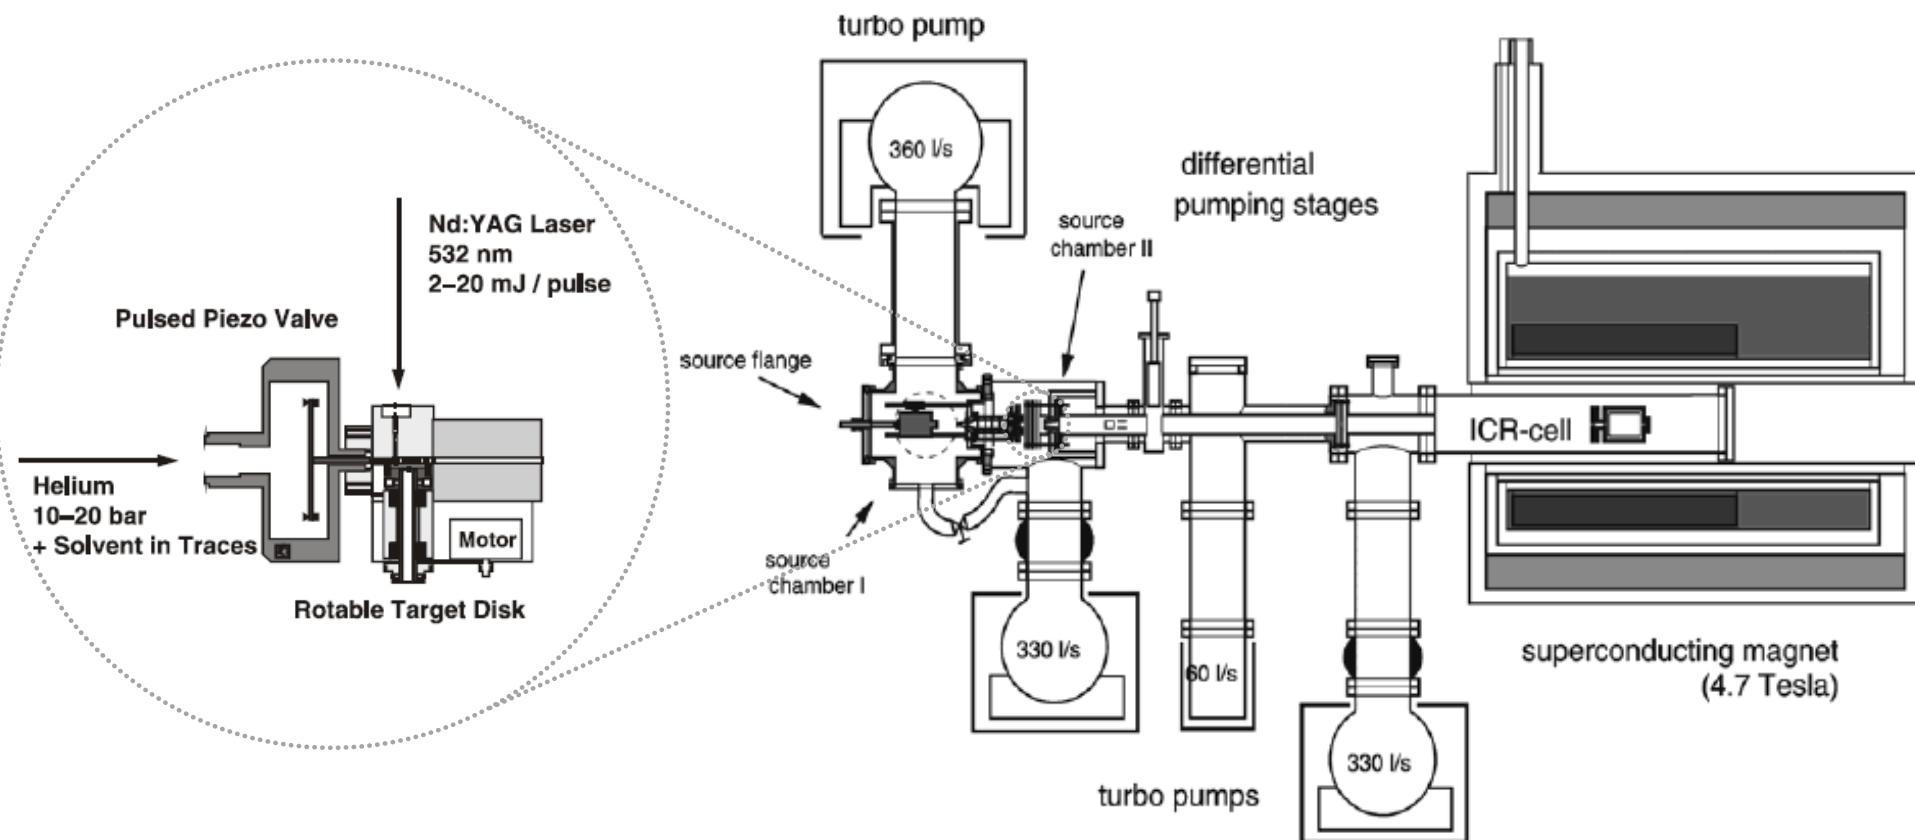 turbo pump
360 l/s
differential
pumping stages
source
chamber II
Nd:YAG Laser
532 nm
2–20 mJ / pulse
Pulsed Piezo Valve
source flange
ICR-cell
Helium
10–20 bar
+ Solvent in Traces
Motor
source
chamber I
Rotable Target Disk
330 l/s
60 l/s
superconducting magnet
(4.7 Tesla)
330 l/s
turbo pumps